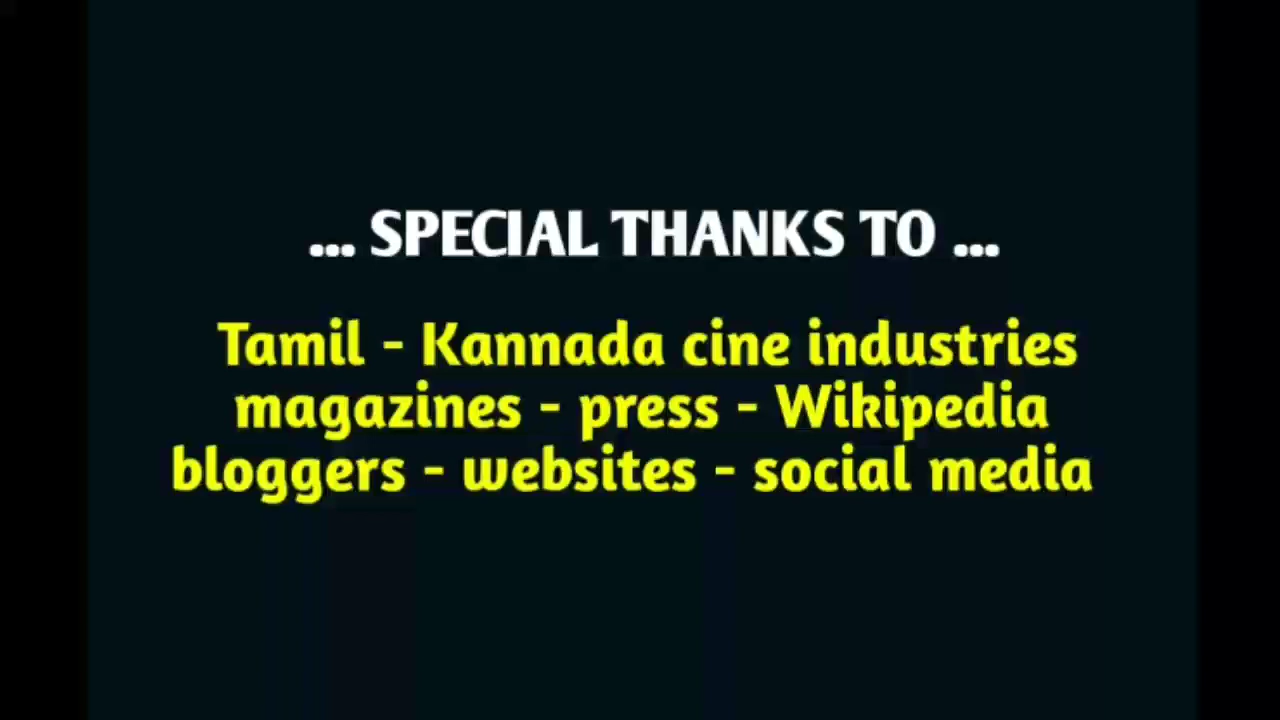 ... SPECIAL THANKS TO ...
Tamil - Kannada cine industries
magazines - press - Wikipedia
bloggers - websites - social media